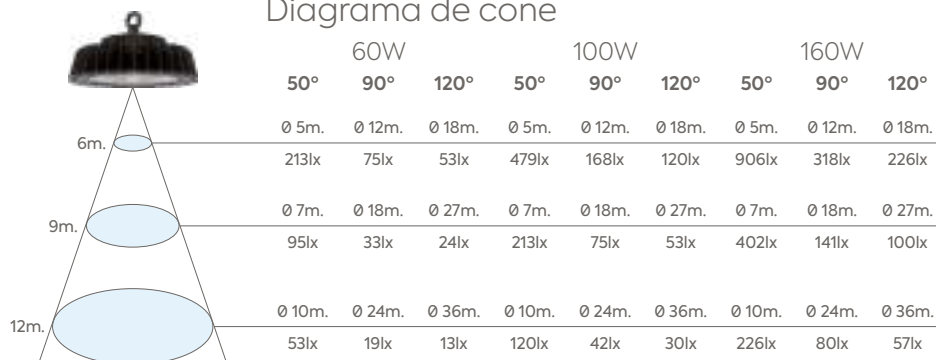 Diagrama de cone
60W 100W 160W
50° 90° 120° 50° 90° 120° 50° 90° 120°
Ø 5m. Ø 12m. Ø 18m. Ø 5m. Ø 12m. Ø 18m. Ø 5m. Ø 12m. Ø 18m.
6m.
213lx 75lx 53lx 479lx 168lx 120lx 906lx 318lx 226lx
Ø 7m. Ø 18m. Ø 27m. Ø 7m. Ø 18m. Ø 27m. Ø 7m. Ø 18m. Ø 27m.
9m.
95lx 33lx 24lx 213lx 75lx 53lx 402lx 141lx 100lx
Ø 10m. Ø 24m. Ø 36m. Ø 10m. Ø 24m. Ø 36m. Ø 10m. Ø 24m. Ø 36m.
12m.
53lx 19lx 13lx 120lx 42lx 30lx 226lx 80lx 57lx